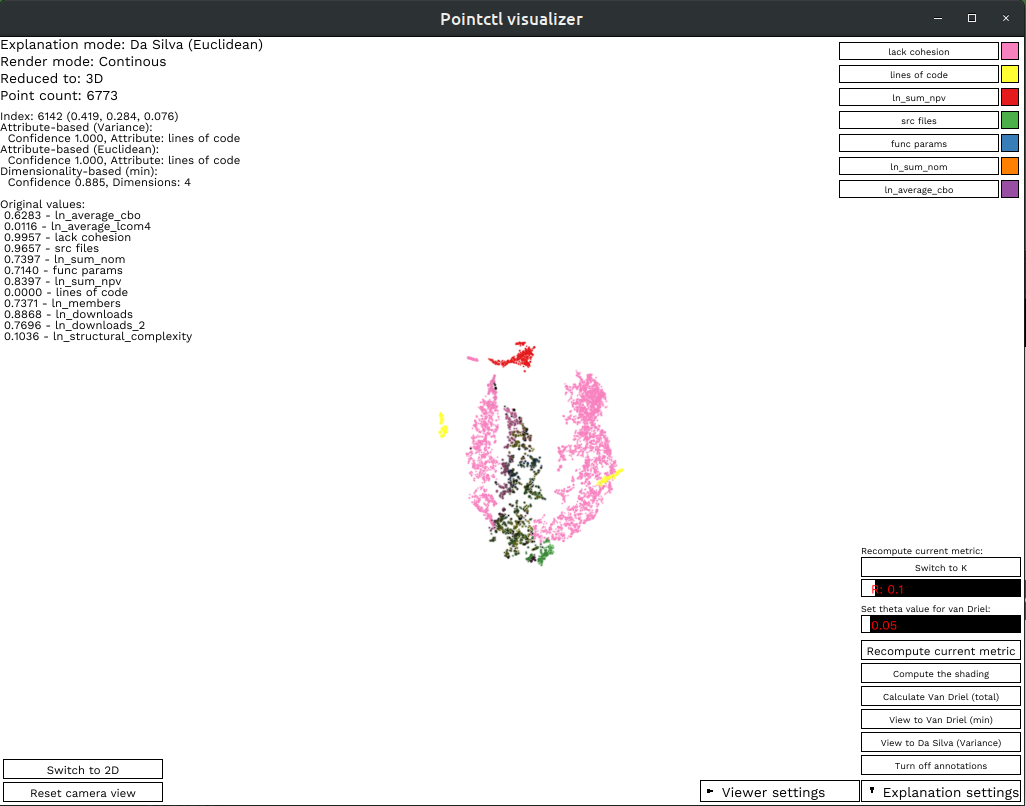 Pointctl visualizer
Explanation mode: Da Silva (Euclidean)
Render mode: Continous
Reduced to: 3D
Point count: 6773
Index: 6142 (0.419, 0.284, 0.076)
Attribute-based (Variance):
Confidence 1.000, Attribute: lines of code
Attribute-based (Euclidean):
Confidence 1.000, Attribute: lines of code
Dimensionality-based (min):
Confidence 0.885, Dimensions: 4
Original values:
0.6283 - ln_average_cbo
0.0116 - ln_average_lcom4
0.9957 - lack cohesion
0.9657 - src files
0.7397 - ln_sum_nom
0.7140 - func params
0.8397 - ln_sum_npv
0.0000 - lines of code
0.7371 - ln_members
0.8868 - ln_downloads
0.7696 - ln_downloads_2
0.1036 - ln_structural_complexity
lack cohesion
lines of code
ln_sum_npv
src files
func params
ln_sum_nom
ln_average_cbo
Recompute current metric:
Switch to K
R: 0.1
Set theta value for van Driel:
0.05
Recompute current metric
Compute the shading
Calculate Van Driel (total)
View to Van Driel (min)
View to Da Silva (Variance)
Turn off annotations
Switch to 2D
Reset camera view
Viewer settings
Explanation settings